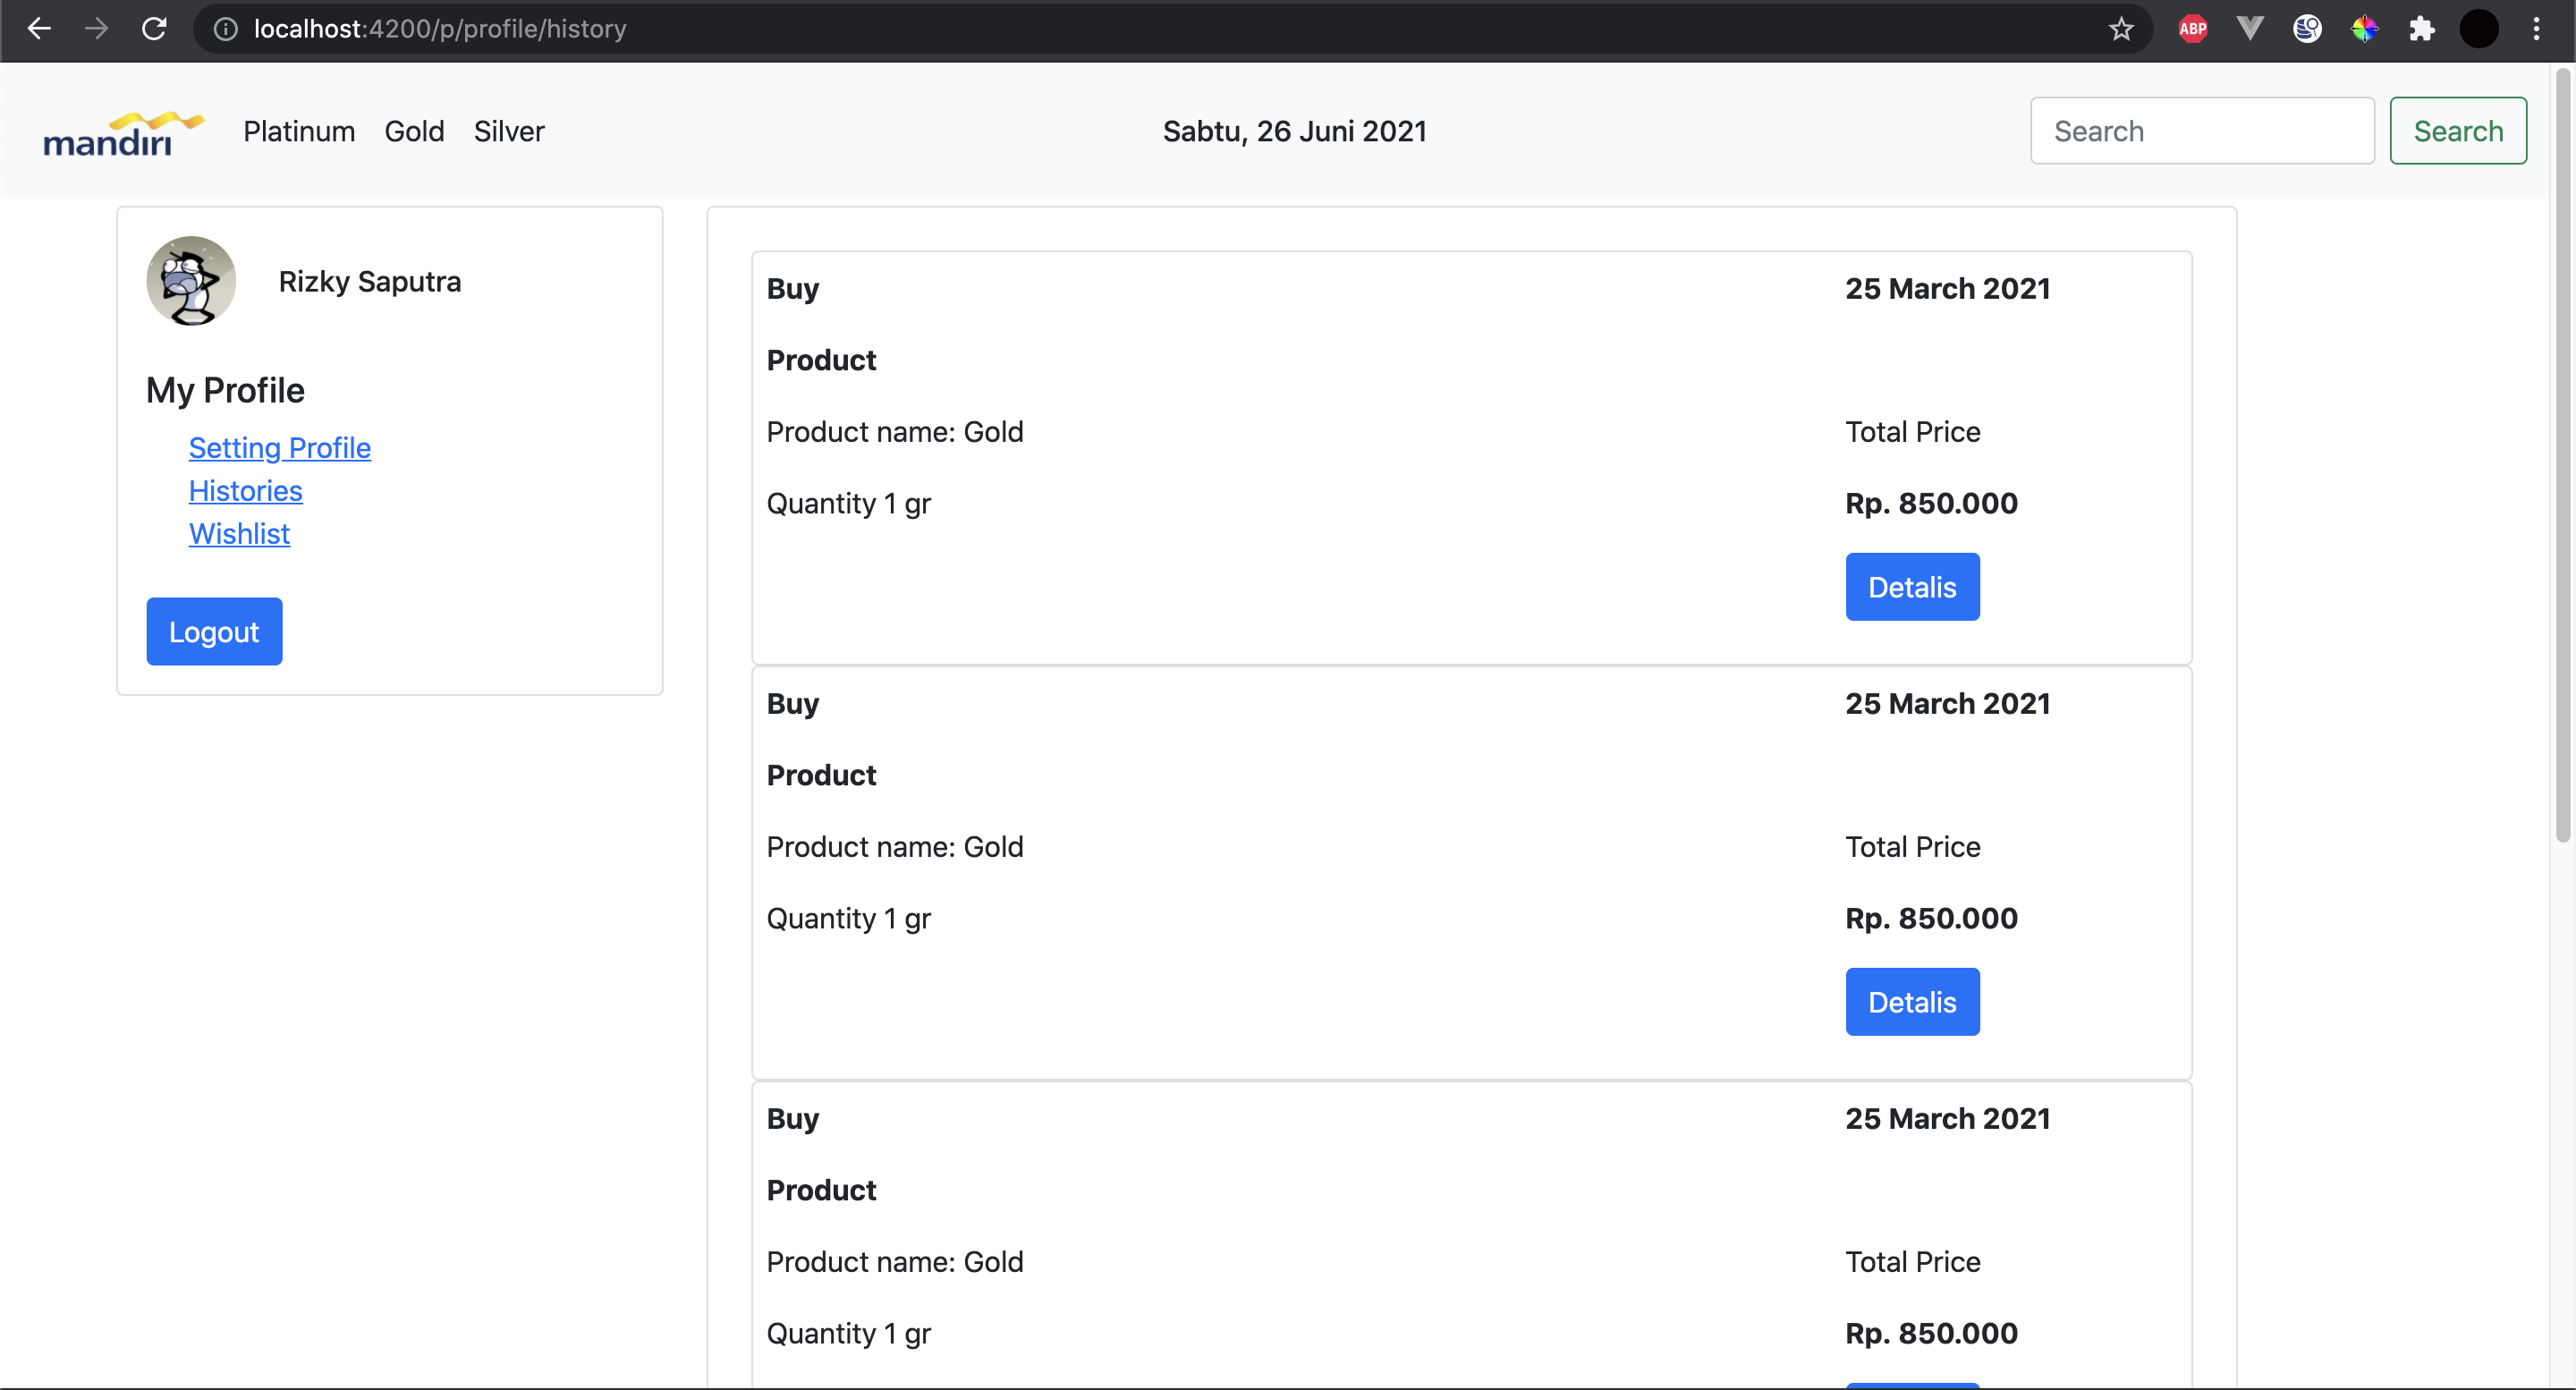 localhost:4200/p/profile/history
ABP
mandiri Platinum Gold Silver Sabtu, 26 Juni 2021 Search Search
Rizky Saputra
My Profile
Setting Profile
Histories
Wishlist
Logout
Buy 25 March 2021
Product
Product name: Gold Total Price
Quantity 1 gr Rp. 850.000
Detalis
Buy 25 March 2021
Product
Product name: Gold Total Price
Quantity 1 gr Rp. 850.000
Detalis
Buy 25 March 2021
Product
Product name: Gold Total Price
Quantity 1 gr Rp. 850.000